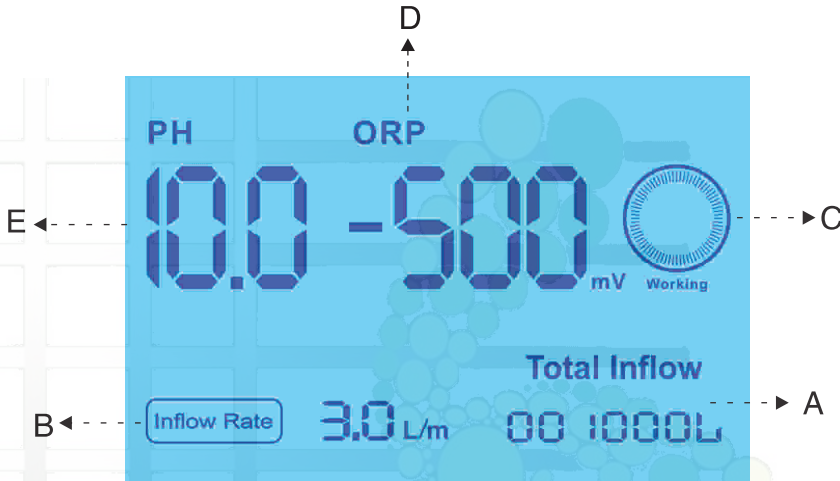 D
PH ORP
E 10.0 -500 mV C
Working
Total Inflow
A
B Inflow Rate 3.0 L/m 001000L